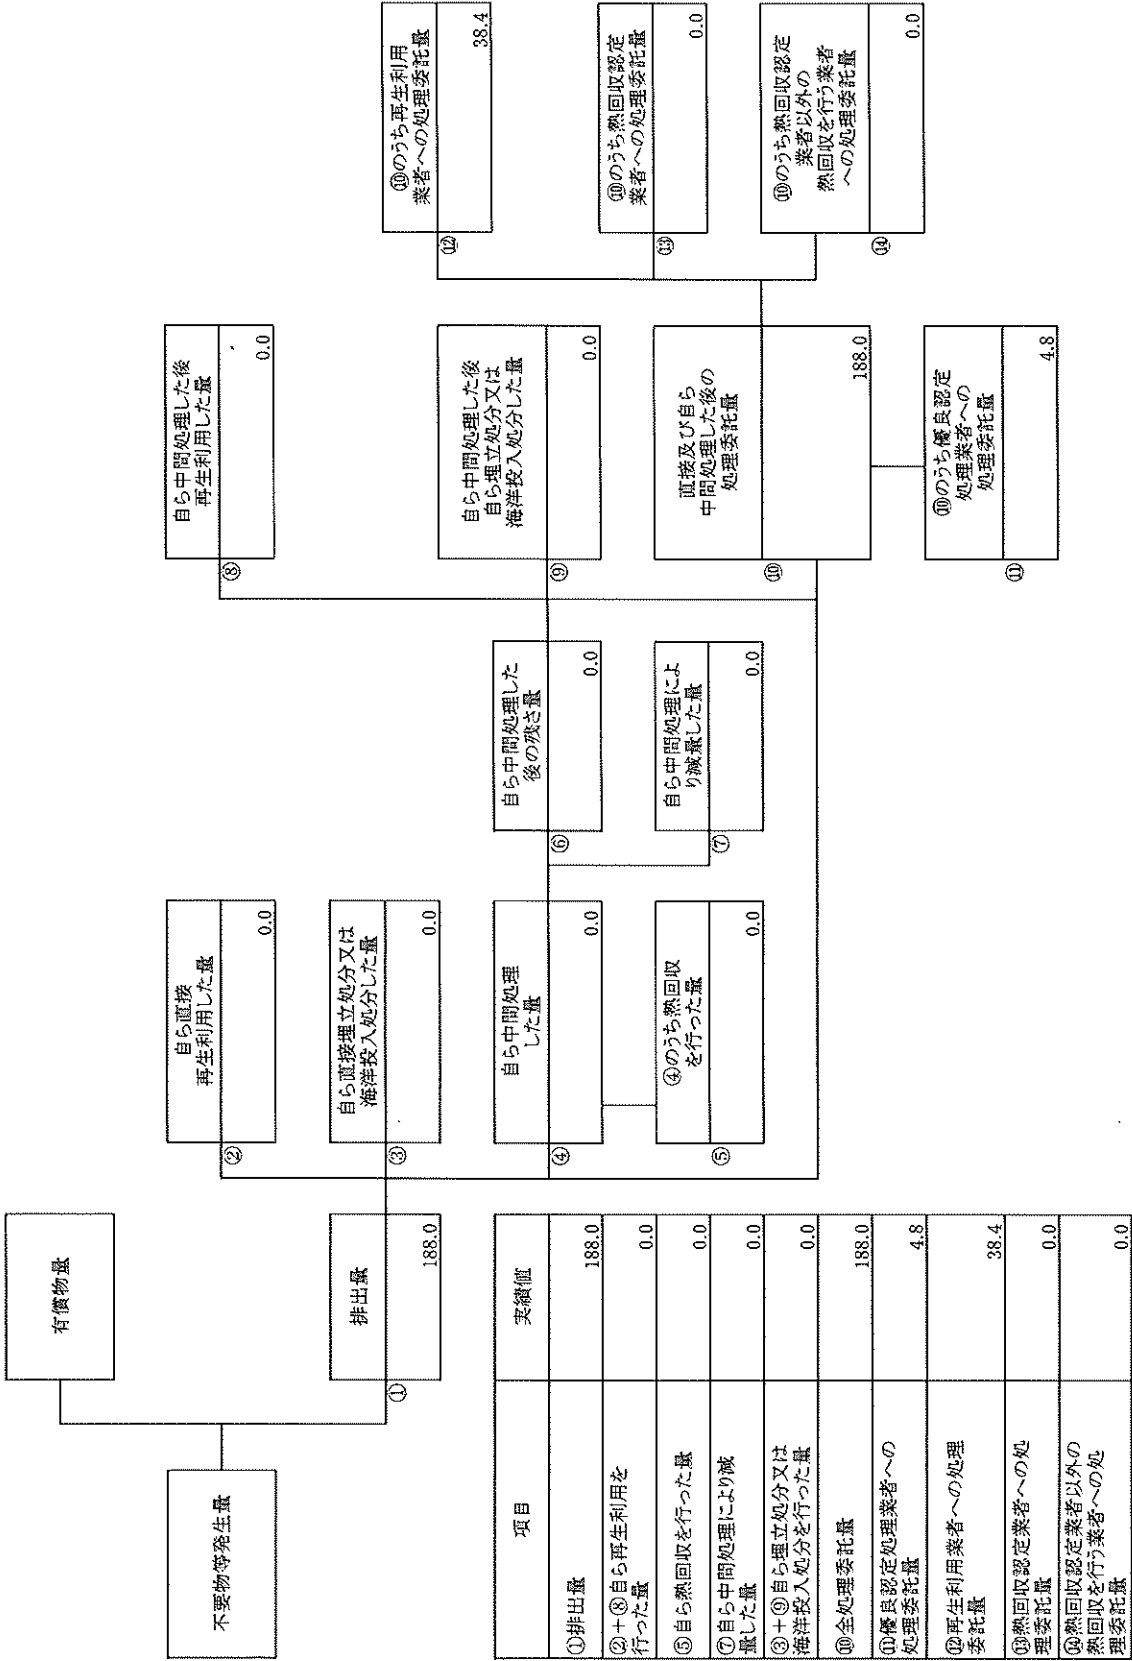 不要物等発生量
有償物量
①
排出量
188.0
②
自ら直接
再生利用した量
0.0
③
自ら直接埋立処分又は
海洋投入処分した量
0.0
④
自ら中間処理
した量
0.0
⑤
④のうち熱回収
を行った量
0.0
⑥
自ら中間処理した
後の残さ量
0.0
⑦
自ら中間処理によ
り減量した量
0.0
⑧
自ら中間処理した後
再生利用した量
0.0
⑨
自ら中間処理した後
自ら埋立処分又は
海洋投入処分した量
0.0
⑩
直接及び自ら
中間処理した後の
処理委託量
188.0
⑪
⑩のうち優良認定
処理業者への
処理委託量
4.8
⑫
⑩のうち再生利用
業者への処理委託量
38.4
⑬
⑩のうち熱回収認定
業者への処理委託量
0.0
⑭
⑩のうち熱回収認定
業者以外の
熱回収を行う業者
への処理委託量
0.0
項目 実績値
①排出量 188.0
②＋⑧自ら再生利用を
行った量 0.0
⑤自ら熱回収を行った量 0.0
⑦自ら中間処理により減
量した量 0.0
③＋⑨自ら埋立処分又は
海洋投入処分を行った量 0.0
⑩全処理委託量 188.0
⑪優良認定処理業者への
処理委託量 4.8
⑫再生利用業者への処理
委託量 38.4
⑬熱回収認定業者への処
理委託量 0.0
⑭熱回収認定業者以外の
熱回収を行う業者への処
理委託量 0.0